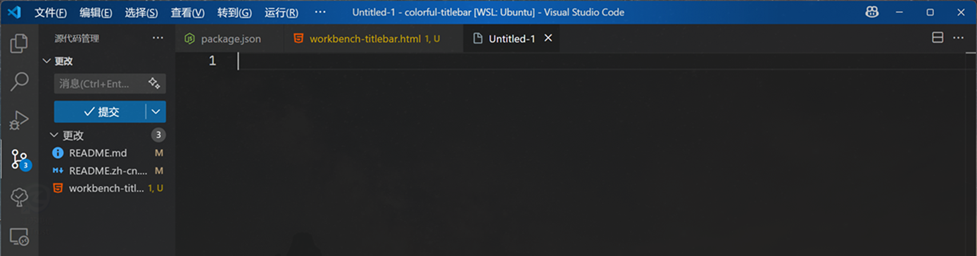 文件(F) 编辑(E) 选择(S) 查看(V) 转到(G) 运行(R) ··· Untitled-1 - colorful-titlebar [WSL: Ubuntu] - Visual Studio Code
源代码管理 ··· package.json workbench-titlebar.html 1, U Untitled-1
更改 1
消息(Ctrl+Ent...
提交
更改 3
README.md M
README.zh-cn.... M
workbench-titl... 1, U
3